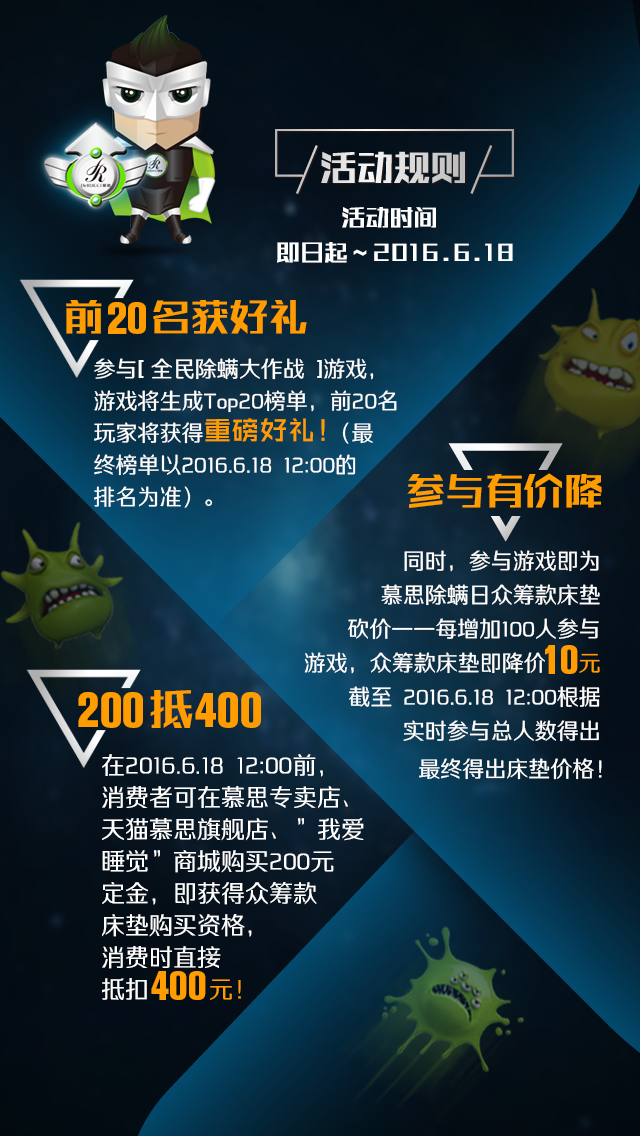 活动规则
活动时间
即日起~2016.6.18
前20名获好礼
参与[ 全民除螨大作战 ]游戏,
游戏将生成Top20榜单，前20名
玩家将获得重磅好礼!（最
终榜单以2016.6.18 12:00的
排名为准）。
参与有价降
同时，参与游戏即为
慕思除螨日众筹款床垫
砍价一一每增加100人参与
游戏，众筹款床垫即降价10元
截至 2016.6.18 12:00根据
实时参与总人数得出
最终得出床垫价格!
200抵400
在2016.6.18 12:00前,
消费者可在慕思专卖店、
天猫慕思旗舰店、”我爱
睡觉”商城购买200元
定金，即获得众筹款
床垫购买资格,
消费时直接
抵扣400元!